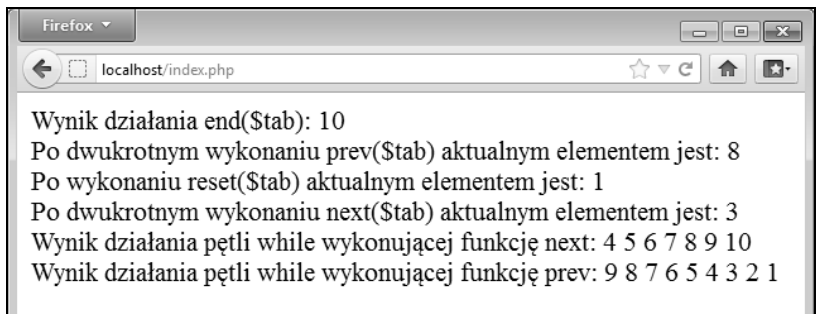 Firefox
localhost/index.php
Wynik działania end($tab): 10
Po dwukrotnym wykonaniu prev($tab) aktualnym elementem jest: 8
Po wykonaniu reset($tab) aktualnym elementem jest: 1
Po dwukrotnym wykonaniu next($tab) aktualnym elementem jest: 3
Wynik działania pętli while wykonującej funkcję next: 4 5 6 7 8 9 10
Wynik działania pętli while wykonującej funkcję prev: 9 8 7 6 5 4 3 2 1